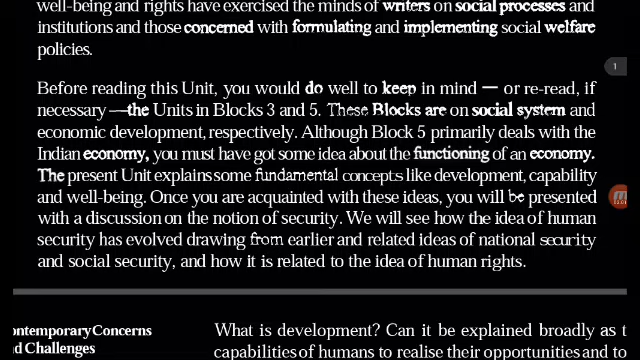 well-being and rights have exercised the minds of writers on social processes and
institutions and those concerned with formulating and implementing social welfare
policies.
Before reading this Unit, you would do well to keep in mind — or re-read, if
necessary —the Units in Blocks 3 and 5. These Blocks are on social system and
economic development, respectively. Although Block 5 primarily deals with the
Indian economy, you must have got some idea about the functioning of an economy.
The present Unit explains some fundamental concepts like development, capability
and well-being. Once you are acquainted with these ideas, you will be presented
with a discussion on the notion of security. We will see how the idea of human
security has evolved drawing from earlier and related ideas of national security
and social security, and how it is related to the idea of human rights.
1
ontemporary Concerns
d Challenges
What is development? Can it be explained broadly as t
capabilities of humans to realise their opportunities and to